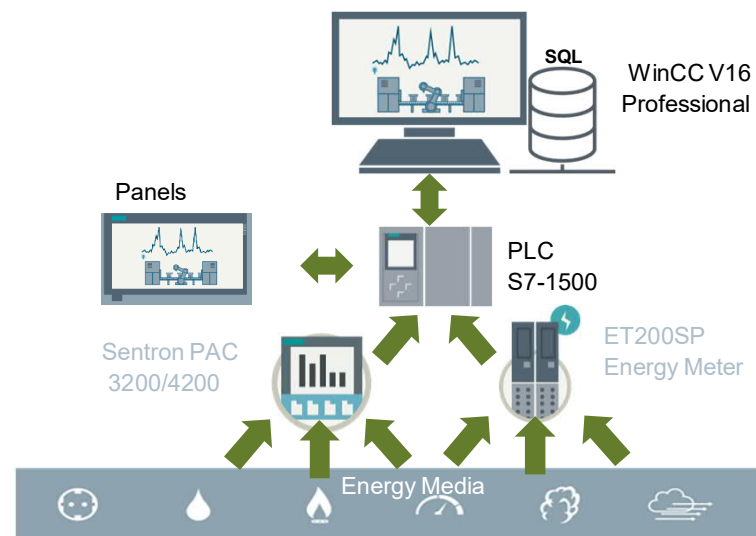 SQL
WinCC V16
Professional
Panels
PLC
S7-1500
Sentron PAC
3200/4200
ET200SP
Energy Meter
Energy Media